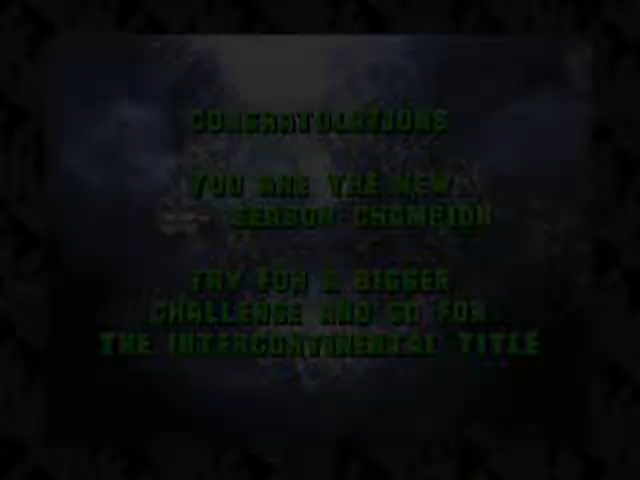 CONGRATULATIONS
YOU ARE THE NEW
SEASON CHAMPION
TRY FOR A BIGGER
CHALLENGE AND GO FOR
THE INTERCONTINENTAL TITLE